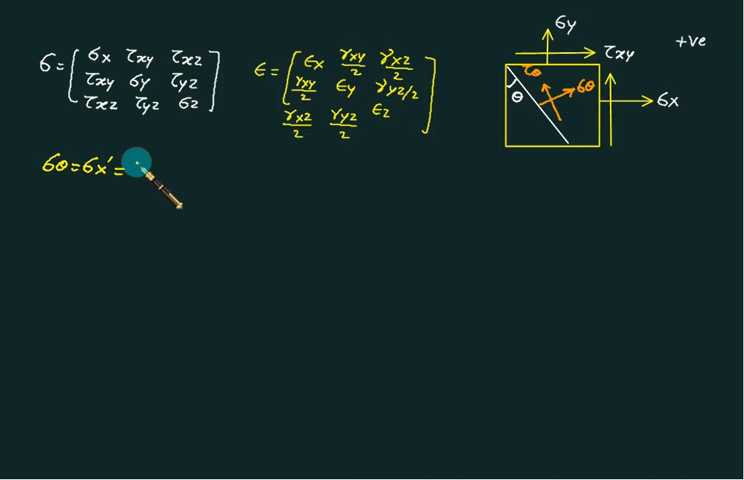 σ = [ σx τxy τxz
τxy σy τyz
τxz τyz σz ]
ϵ = [ ϵx γxy/2 γxz/2
γxy/2 ϵy γyz/2
γxz/2 γyz/2 ϵz ]
σy
τxy
+ve
τθ
σθ
θ
σx
σθ = σx' =